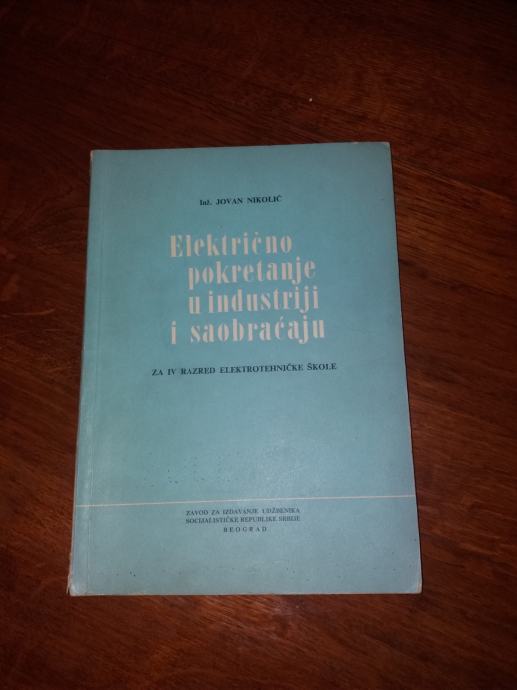 Inž. JOVAN NIKOLIĆ
Električno
pokretanje
u industriji
i saobraćaju
ZA IV RAZRED ELEKTROTEHNIČKE ŠKOLE
ZAVOD ZA IZDAVANJE UDŽBENIKA
SOCIJALISTIČKE REPUBLIKE SRBIJE
BEOGRAD